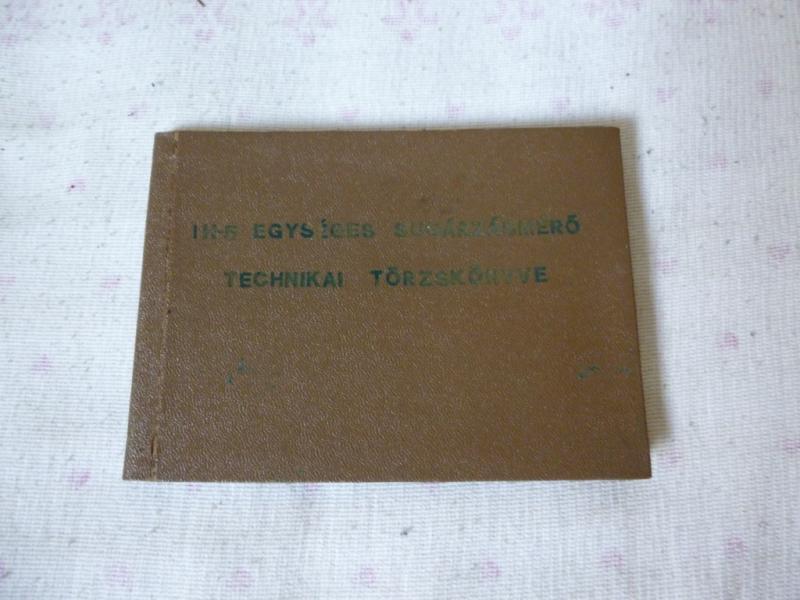 IH-5 EGYSÉGES SUGÁRZÁSMÉRŐ
TECHNIKAI TÖRZSKÖNYVE